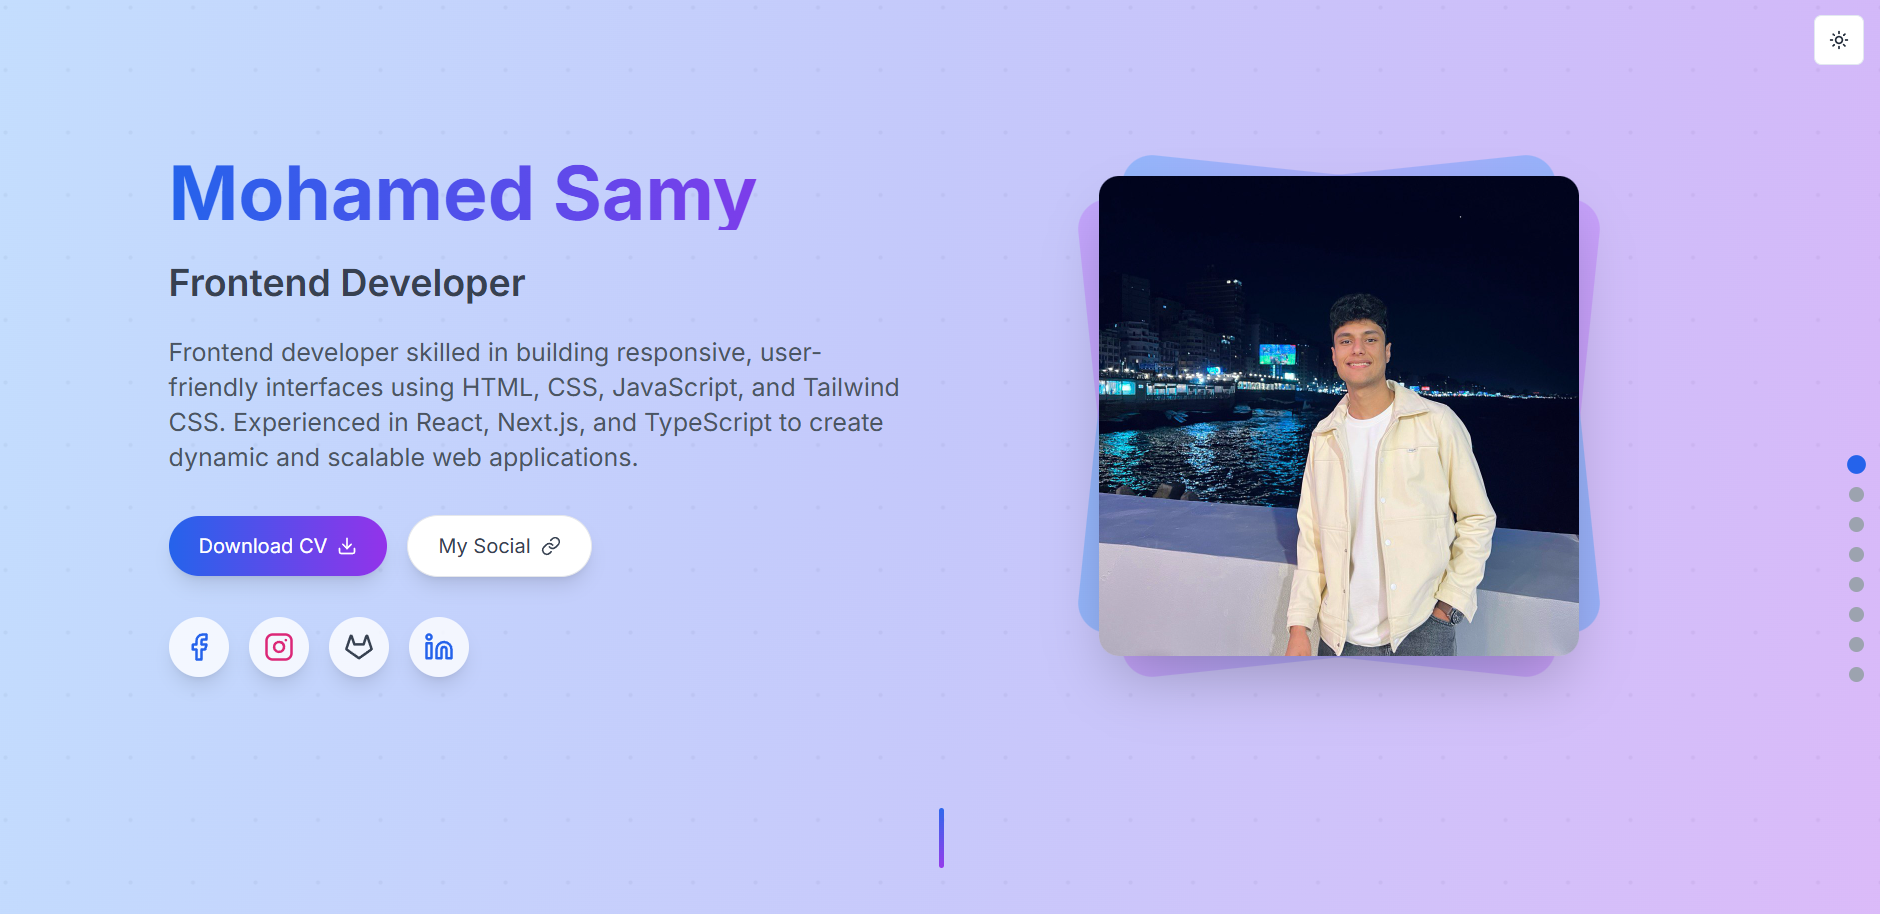 Mohamed Samy
Frontend Developer
Frontend developer skilled in building responsive, user-
friendly interfaces using HTML, CSS, JavaScript, and Tailwind
CSS. Experienced in React, Next.js, and TypeScript to create
dynamic and scalable web applications.
Download CV
My Social